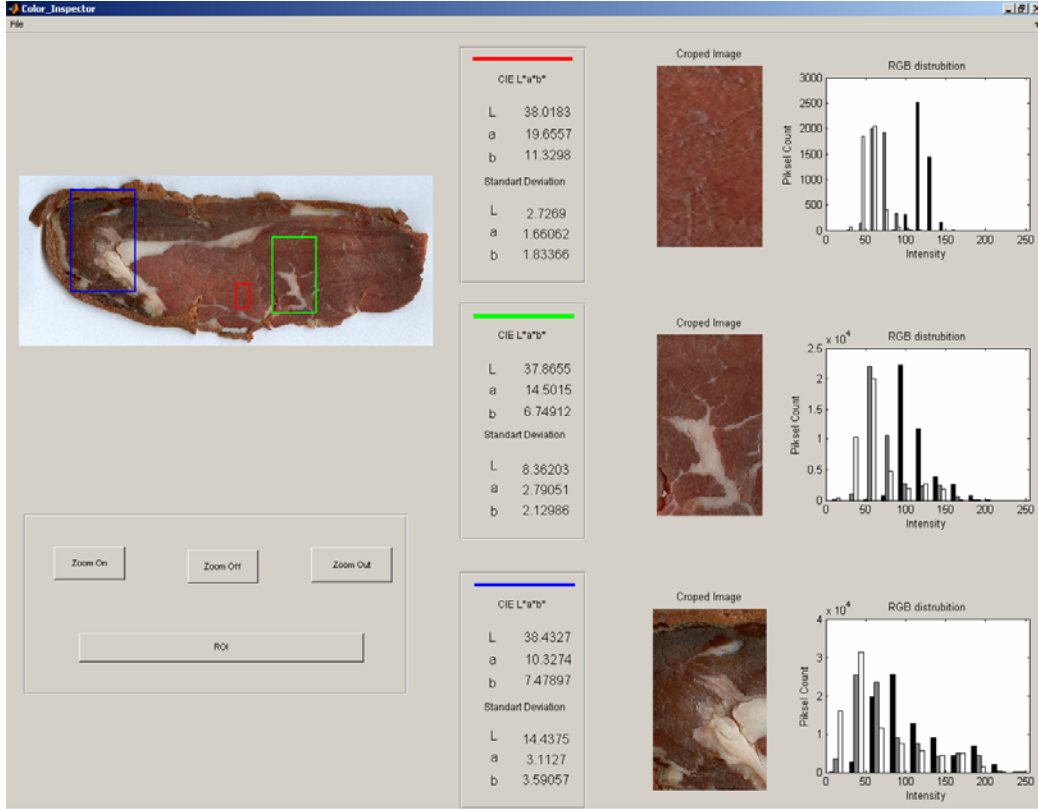 Color_Inspector
File
CIE L*a*b*
L 38.0183
a 19.6557
b 11.3298
Standart Deviation
L 2.7269
a 1.66062
b 1.83366
Croped Image
RGB distrubition
3000
2500
2000
1500
1000
500
0
Piksel Count
0 50 100 150 200 250
Intensity
CIE L*a*b*
L 37.8655
a 14.5015
b 6.74912
Standart Deviation
L 8.36203
a 2.79051
b 2.12986
Croped Image
x 10^4
RGB distrubition
2.5
2
1.5
1
0.5
0
Piksel Count
0 50 100 150 200 250
Intensity
Zoom On
Zoom Off
Zoom Out
ROI
CIE L*a*b*
L 38.4327
a 10.3274
b 7.47897
Standart Deviation
L 14.4375
a 3.1127
b 3.59057
Croped Image
x 10^4
RGB distrubition
4
3
2
1
0
Piksel Count
0 50 100 150 200 250
Intensity